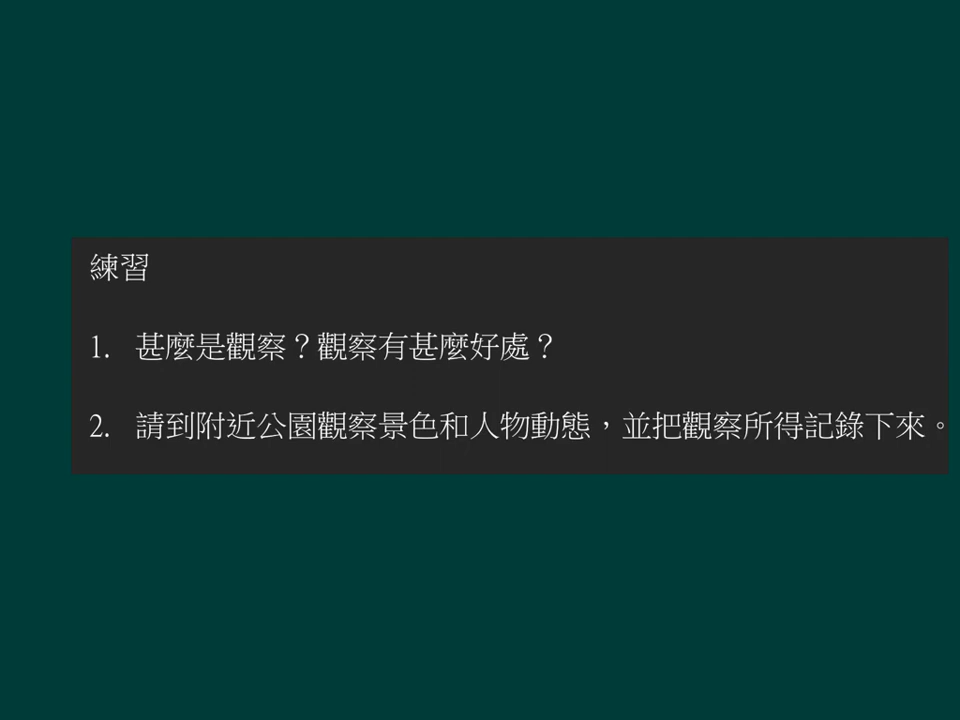 練習
1. 甚麼是觀察？觀察有甚麼好處？
2. 請到附近公園觀察景色和人物動態，並把觀察所得記錄下來。